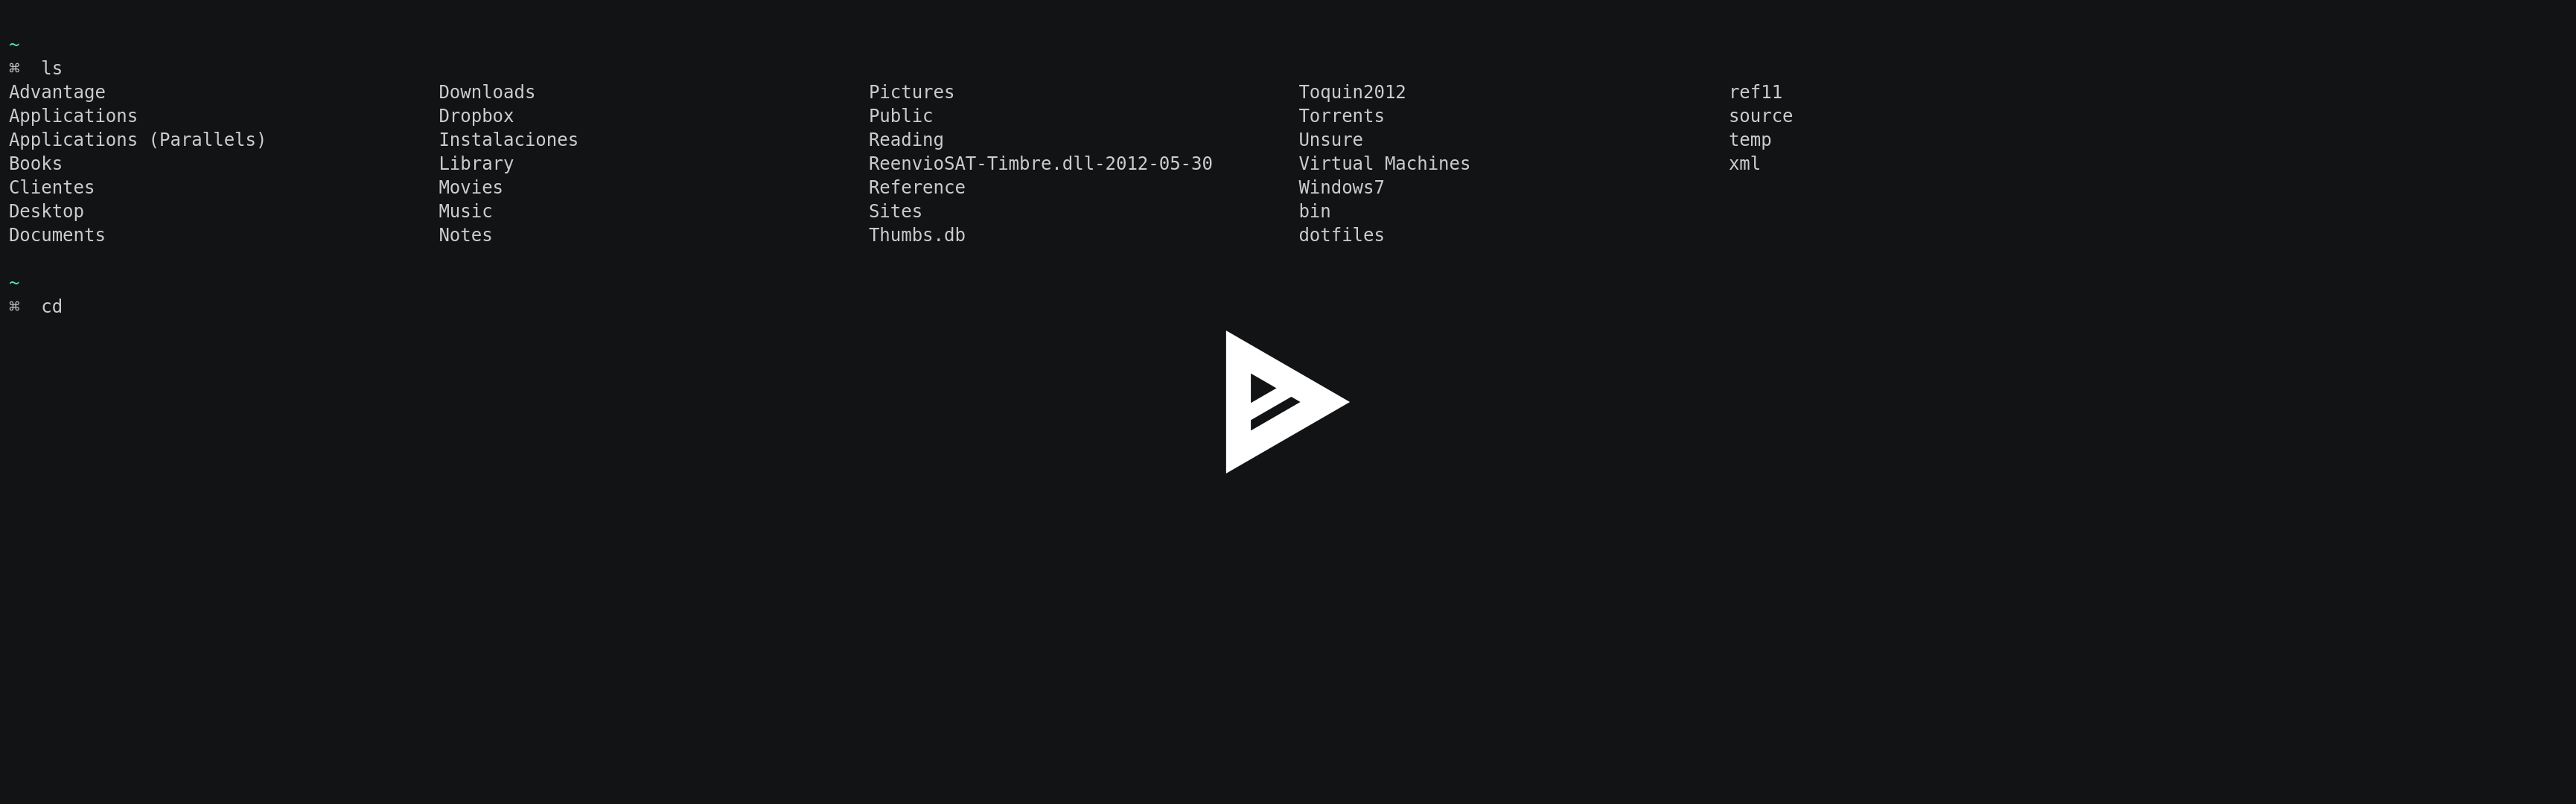 ~
⌘  ls
Advantage                               Downloads                               Pictures                                Toquin2012                              ref11
Applications                            Dropbox                                 Public                                  Torrents                                source
Applications (Parallels)                Instalaciones                           Reading                                 Unsure                                  temp
Books                                   Library                                 ReenvioSAT-Timbre.dll-2012-05-30        Virtual Machines                        xml
Clientes                                Movies                                  Reference                               Windows7
Desktop                                 Music                                   Sites                                   bin
Documents                               Notes                                   Thumbs.db                               dotfiles
~
⌘  cd